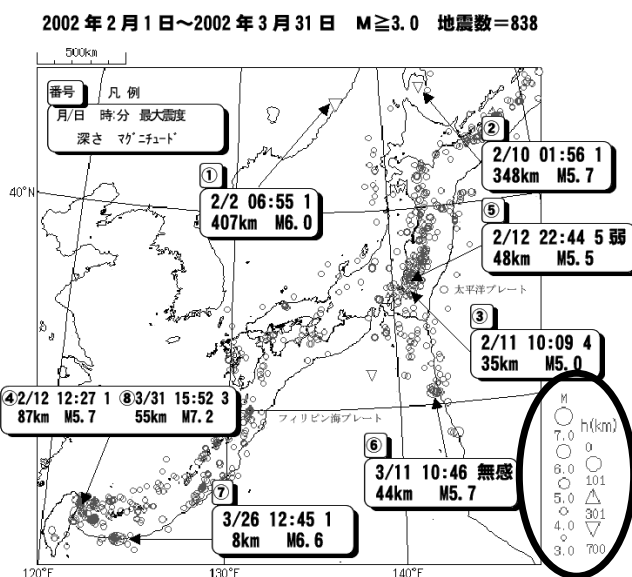 2002年2月1日～2002年3月31日 M≧3.0 地震数＝838
500km
番号 凡例
月/日 時:分 最大震度
深さ マグニチュード
①
2/2 06:55 1
407km M6.0
②
2/10 01:56 1
348km M5.7
⑤
2/12 22:44 5弱
48km M5.5
太平洋プレート
③
2/11 10:09 4
35km M5.0
④2/12 12:27 1 ⑧3/31 15:52 3
87km M5.7 55km M7.2
フィリピン海プレート
⑥
3/11 10:46 無感
44km M5.7
⑦
3/26 12:45 1
8km M6.6
M
7.0
6.0
5.0
4.0
3.0
h(km)
0
101
301
700
40°N
120°E
130°E
140°E